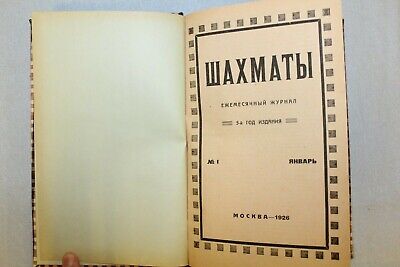 ШАХМАТЫ
ЕЖЕМЕСЯЧНЫЙ ЖУРНАЛ
5-й ГОД ИЗДАНИЯ
№ 1 ЯНВАРЬ
МОСКВА—1926